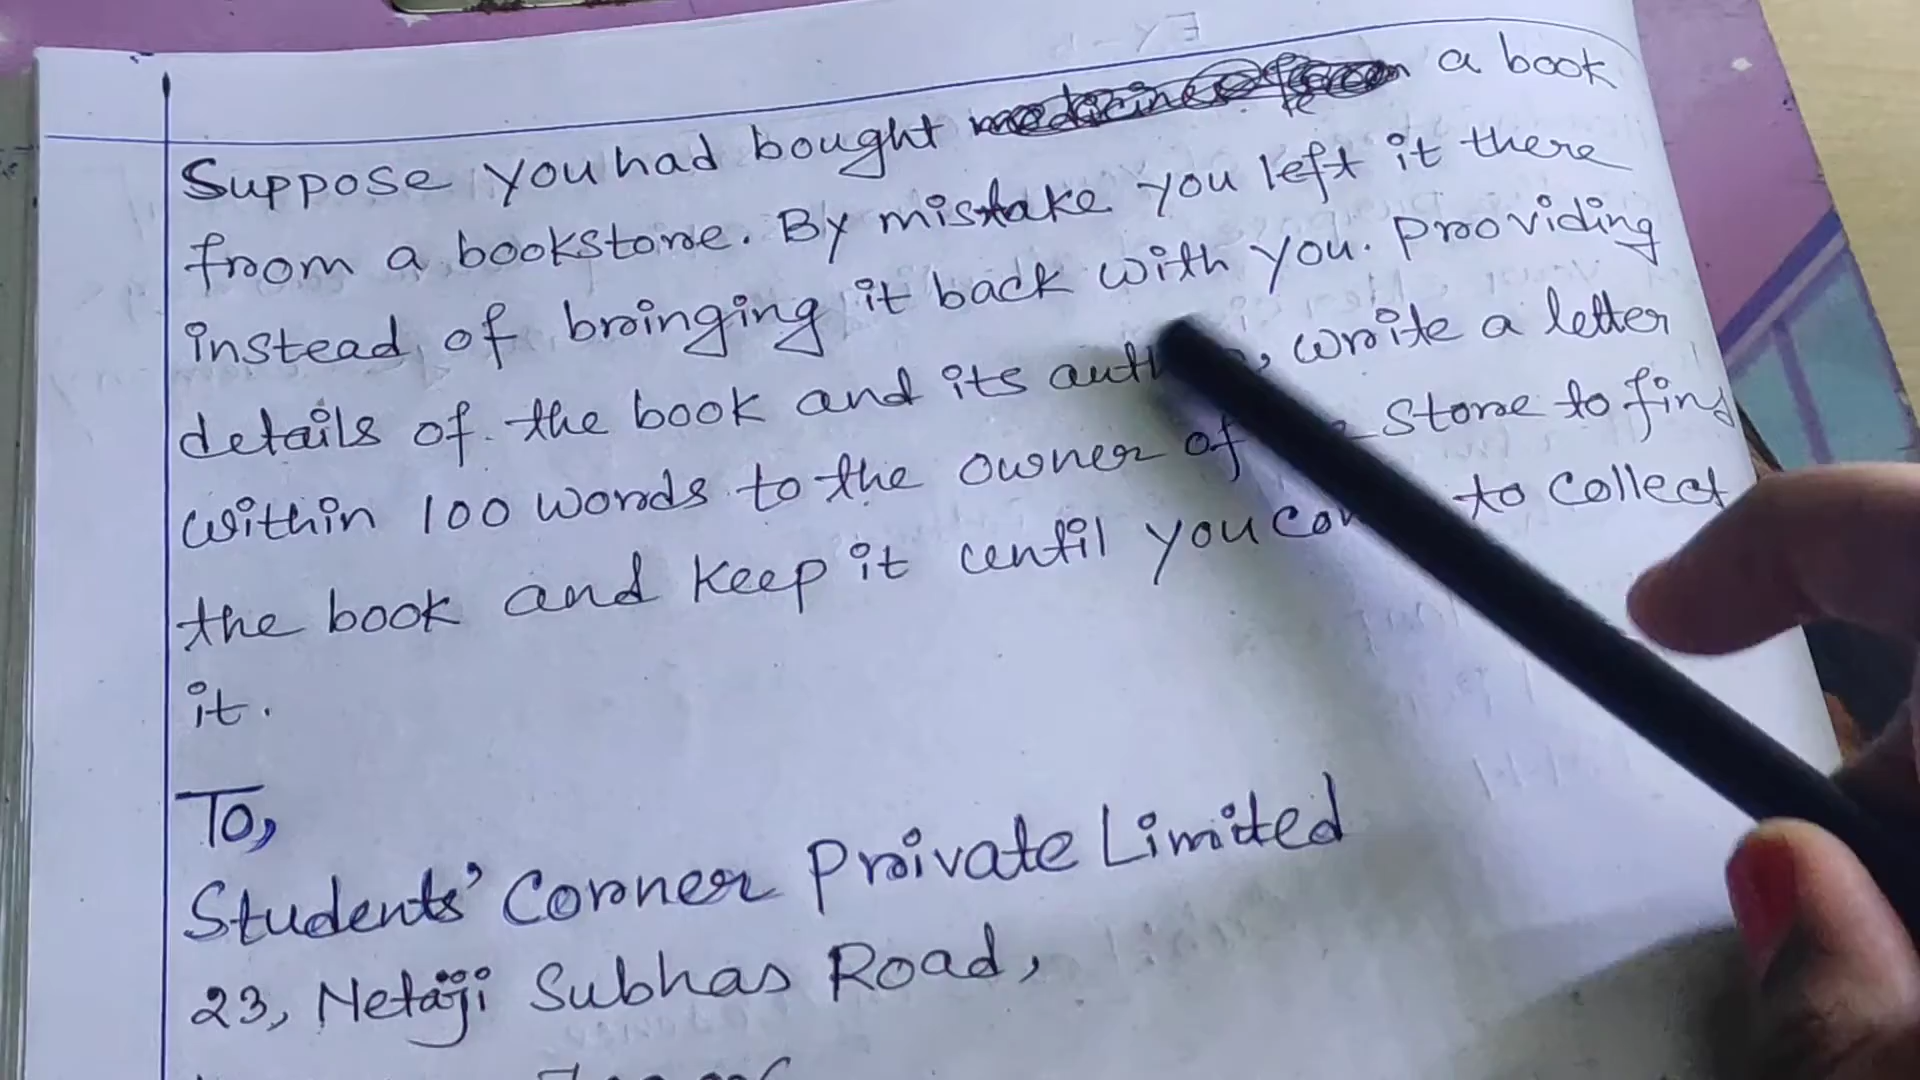 Suppose you had bought a book
from a bookstore. By mistake you left it there
instead of bringing it back with you. Providing
details of the book and its write a letter
within 100 words to the owner of store to find
the book and keep it until you to collect
it.
To,
Students' Corner Private Limited
23, Netaji Subhas Road,